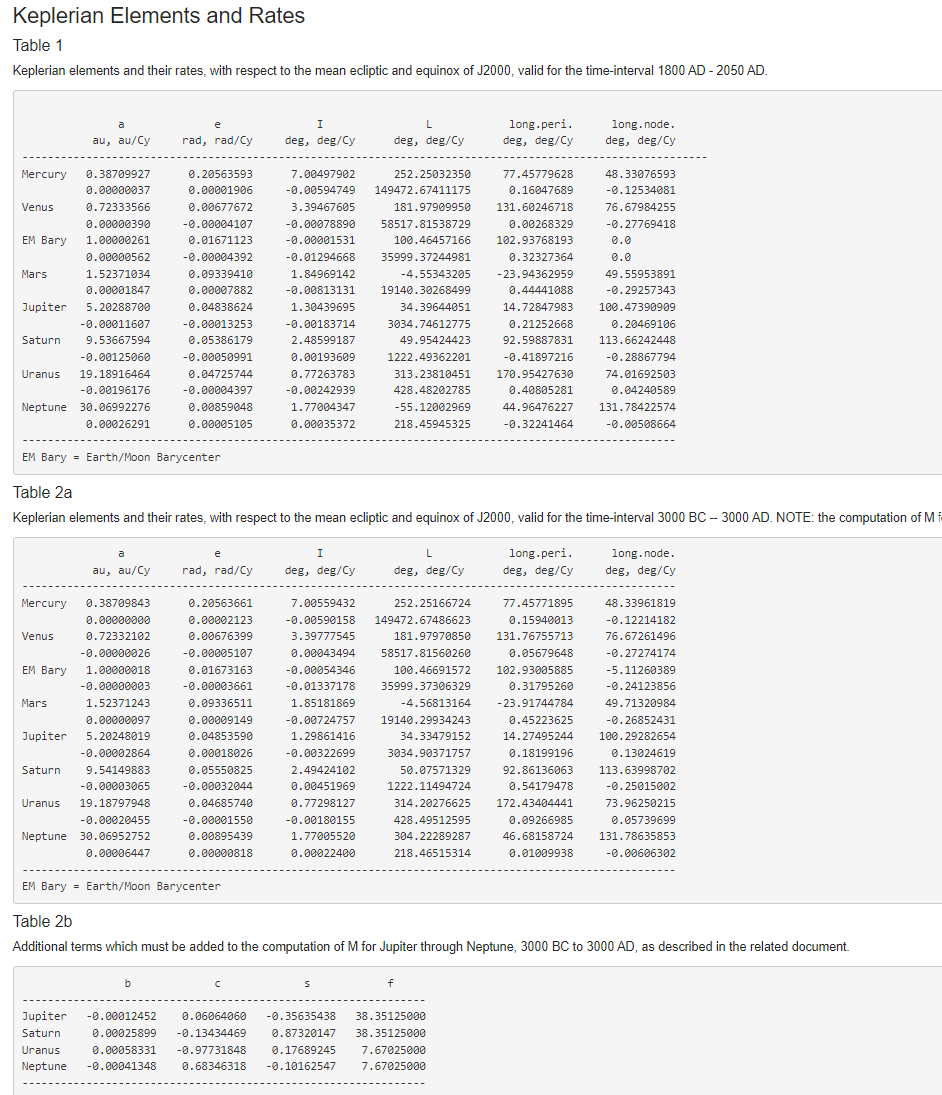 Keplerian Elements and Rates
Table 1
Keplerian elements and their rates, with respect to the mean ecliptic and equinox of J2000, valid for the time-interval 1800 AD - 2050 AD.
a e I L long.peri. long.node.
au, au/Cy rad, rad/Cy deg, deg/Cy deg, deg/Cy deg, deg/Cy deg, deg/Cy
-----------------------------------------------------------------------------------------------------------
Mercury 0.38709927 0.20563593 7.00497902 252.25032350 77.45779628 48.33076593
0.00000037 0.00001906 -0.00594749 149472.67411175 0.16047689 -0.12534081
Venus 0.72333566 0.00677672 3.39467605 181.97909950 131.60246718 76.67984255
0.00000390 -0.00004107 -0.00078890 58517.81538729 0.00268329 -0.27769418
EM Bary 1.00000261 0.01671123 -0.00001531 100.46457166 102.93768193 0.0
0.00000562 -0.00004392 -0.01294668 35999.37244981 0.32327364 0.0
Mars 1.52371034 0.09339410 1.84969142 -4.55343205 -23.94362959 49.55953891
0.00001847 0.00007882 -0.00813131 19140.30268499 0.44441088 -0.29257343
Jupiter 5.20288700 0.04838624 1.30439695 34.39644051 14.72847983 100.47390909
-0.00011607 -0.00013253 -0.00183714 3034.74612775 0.21252668 0.20469106
Saturn 9.53667594 0.05386179 2.48599187 49.95424423 92.59887831 113.66242448
-0.00125060 -0.00050991 0.00193609 1222.49362201 -0.41897216 -0.28867794
Uranus 19.18916464 0.04725744 0.77263783 313.23810451 170.95427630 74.01692503
-0.00196176 -0.00004397 -0.00242939 428.48202785 0.40805281 0.04240589
Neptune 30.06992276 0.00859048 1.77004347 -55.12002969 44.96476227 131.78422574
0.00026291 0.00005105 0.00035372 218.45945325 -0.32241464 -0.00508664
------------------------------------------------------------------------------------------------------
EM Bary = Earth/Moon Barycenter
Table 2a
Keplerian elements and their rates, with respect to the mean ecliptic and equinox of J2000, valid for the time-interval 3000 BC -- 3000 AD. NOTE: the computation of M
a e I L long.peri. long.node.
au, au/Cy rad, rad/Cy deg, deg/Cy deg, deg/Cy deg, deg/Cy deg, deg/Cy
------------------------------------------------------------------------------------------------------
Mercury 0.38709843 0.20563661 7.00559432 252.25166724 77.45771895 48.33961819
0.00000000 0.00002123 -0.00590158 149472.67486623 0.15940013 -0.12214182
Venus 0.72332102 0.00676399 3.39777545 181.97970850 131.76755713 76.67261496
-0.00000026 -0.00005107 0.00043494 58517.81560260 0.05679648 -0.27274174
EM Bary 1.00000018 0.01673163 -0.00054346 100.46691572 102.93005885 -5.11260389
-0.00000003 -0.00003661 -0.01337178 35999.37306329 0.31795260 -0.24123856
Mars 1.52371243 0.09336511 1.85181869 -4.56813164 -23.91744784 49.71320984
0.00000097 0.00009149 -0.00724757 19140.29934243 0.45223625 -0.26852431
Jupiter 5.20248019 0.04853590 1.29861416 34.33479152 14.27495244 100.29282654
-0.00002864 0.00018026 -0.00322699 3034.90371757 0.18199196 0.13024619
Saturn 9.54149883 0.05550825 2.49424102 50.07571329 92.86136063 113.63998702
-0.00003065 -0.00032044 0.00451969 1222.11494724 0.54179478 -0.25015002
Uranus 19.18797948 0.04685740 0.77298127 314.20276625 172.43404441 73.96250215
-0.00020455 -0.00001550 -0.00180155 428.49512595 0.09266985 0.05739699
Neptune 30.06952752 0.00895439 1.77005520 304.22289287 46.68158724 131.78635853
0.00006447 0.00000818 0.00022400 218.46515314 0.01009938 -0.00606302
------------------------------------------------------------------------------------------------------
EM Bary = Earth/Moon Barycenter
Table 2b
Additional terms which must be added to the computation of M for Jupiter through Neptune, 3000 BC to 3000 AD, as described in the related document.
b c s f
---------------------------------------------------------------
Jupiter -0.00012452 0.06064060 -0.35635438 38.35125000
Saturn 0.00025899 -0.13434469 0.87320147 38.35125000
Uranus 0.00058331 -0.97731848 0.17689245 7.67025000
Neptune -0.00041348 0.68346318 -0.10162547 7.67025000
---------------------------------------------------------------